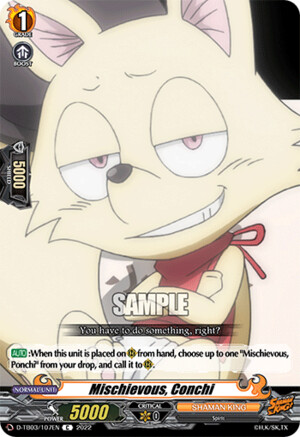 1
GRADE
BOOST
5000
SHIELD
SAMPLE
You have to do something, right?
AUTO :When this unit is placed on Ⓡ from hand, choose up to one "Mischievous,
Ponchi" from your drop, and call it to Ⓡ.
Mischievous, Conchi
NORMAL UNIT
POWER
5000
CRITICAL
0
SHAMAN KING
Spirit
D-TB03/107EN C 2022
©H.K/SK.TX